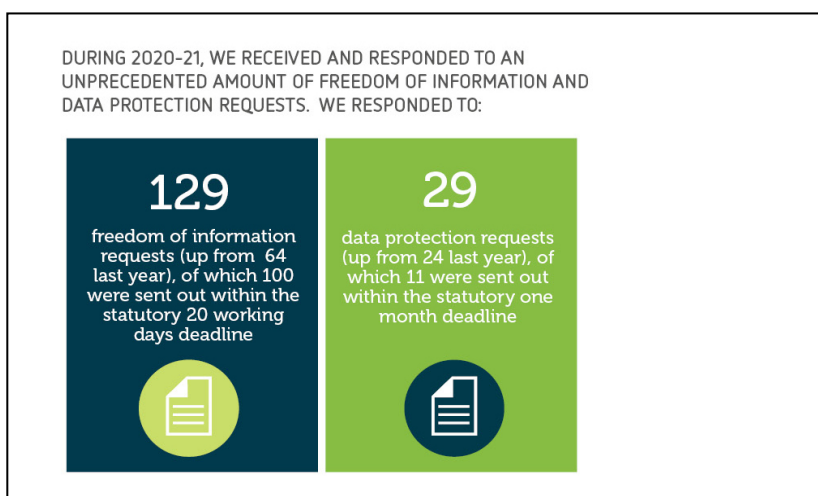 DURING 2020-21, WE RECEIVED AND RESPONDED TO AN
UNPRECEDENTED AMOUNT OF FREEDOM OF INFORMATION AND
DATA PROTECTION REQUESTS. WE RESPONDED TO:
129
freedom of information
requests (up from 64
last year), of which 100
were sent out within the
statutory 20 working
days deadline
29
data protection requests
(up from 24 last year), of
which 11 were sent out
within the statutory one
month deadline